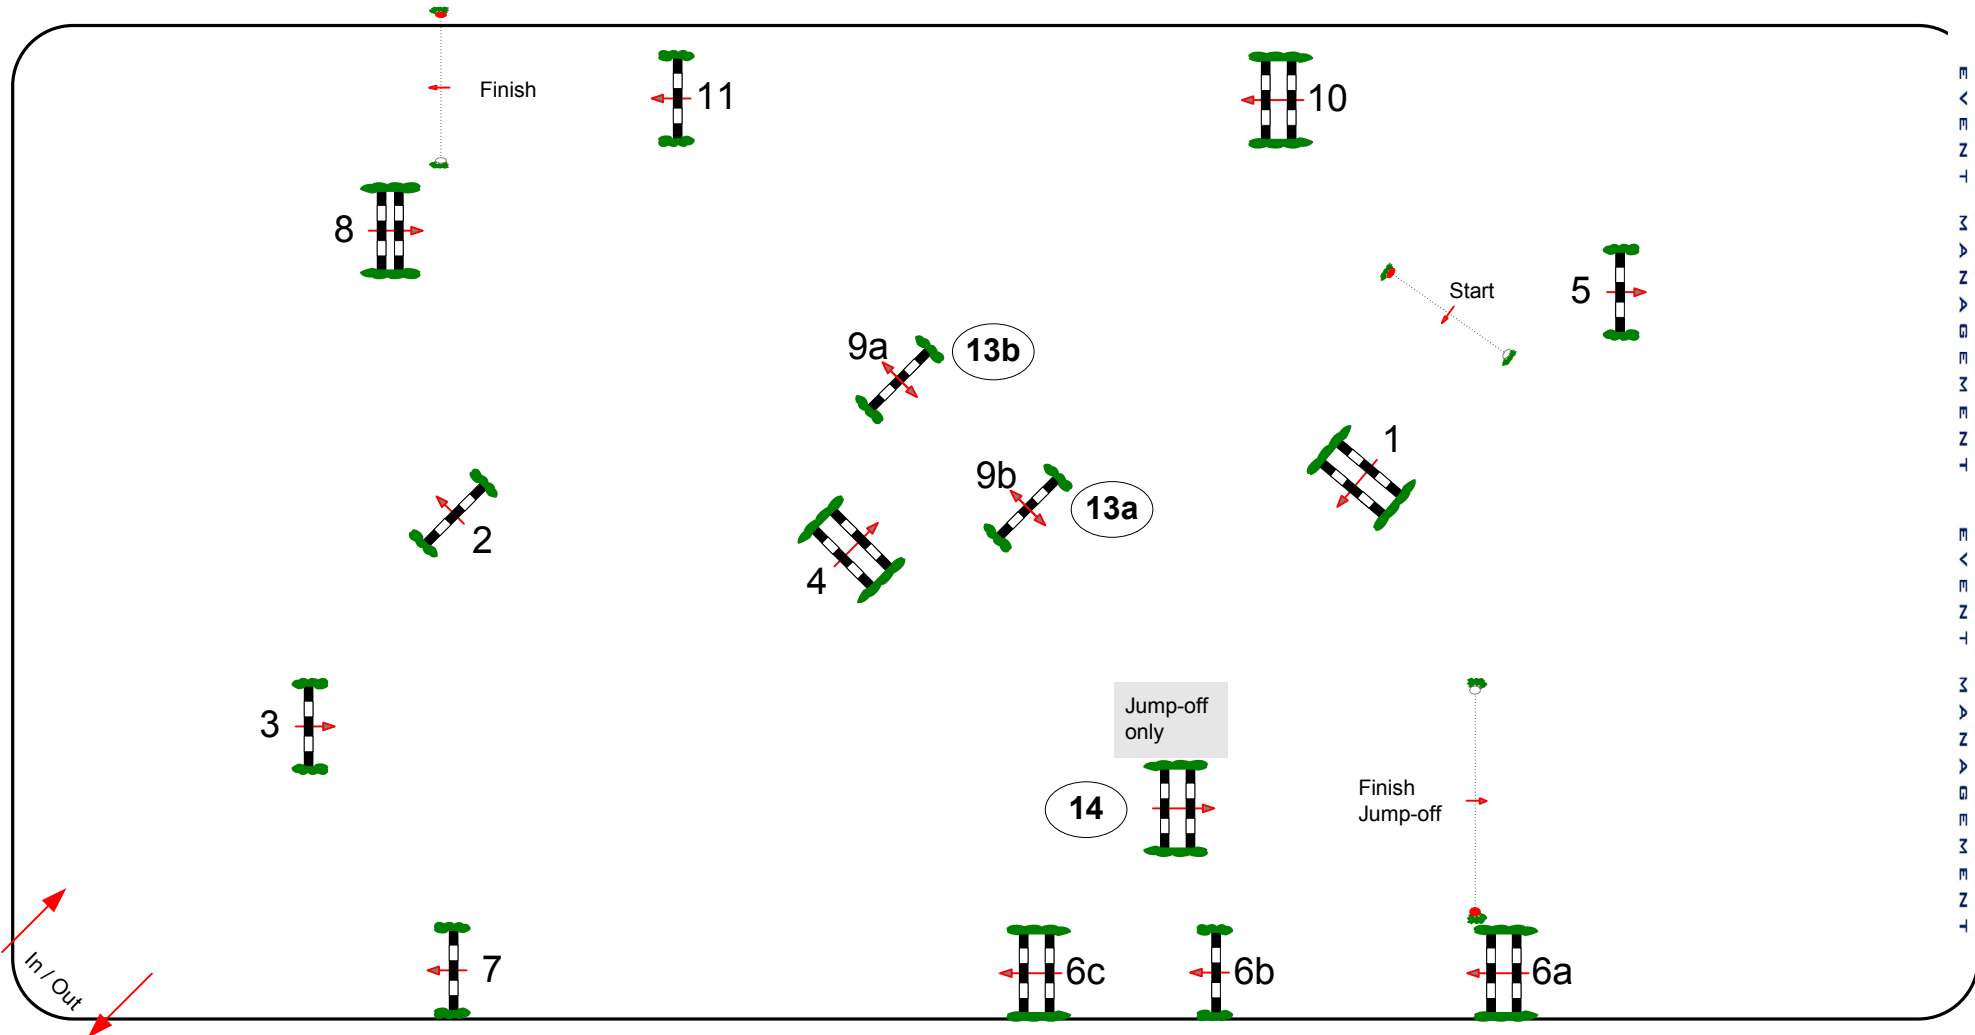 Finish
11
10
8
Start
5
9a
13b
1
9b
13a
2
4
Jump-off
only
3
14
Finish
Jump-off
In / Out
7
6c
6b
6a
EVENT MANAGEMENT
EVENT MANAGEMENT